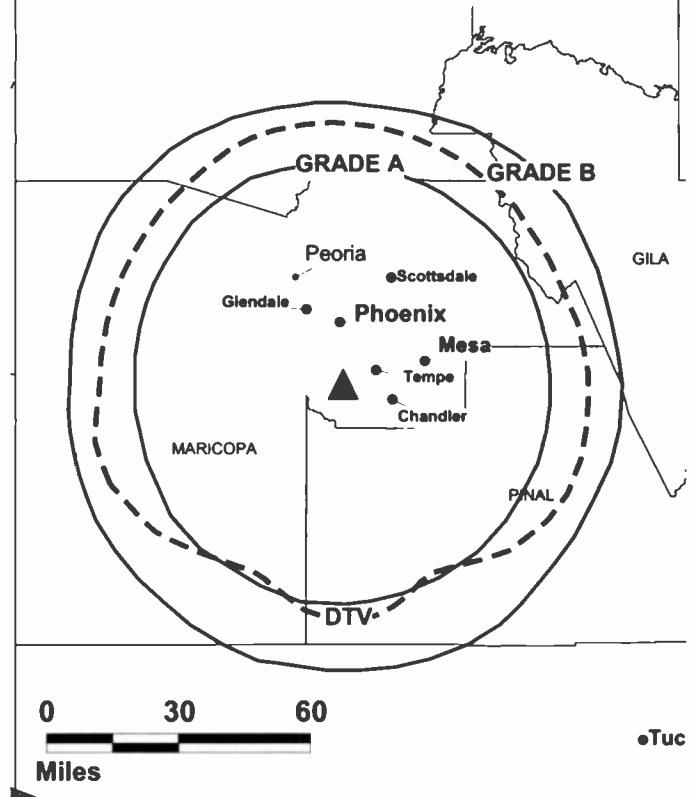 GRADE A
GRADE B
Peoria
Scottsdale
GILA
Glendale
Phoenix
Mesa
Tempe
Chandler
MARICOPA
PINAL
DTV
0 30 60
Miles
Tuc